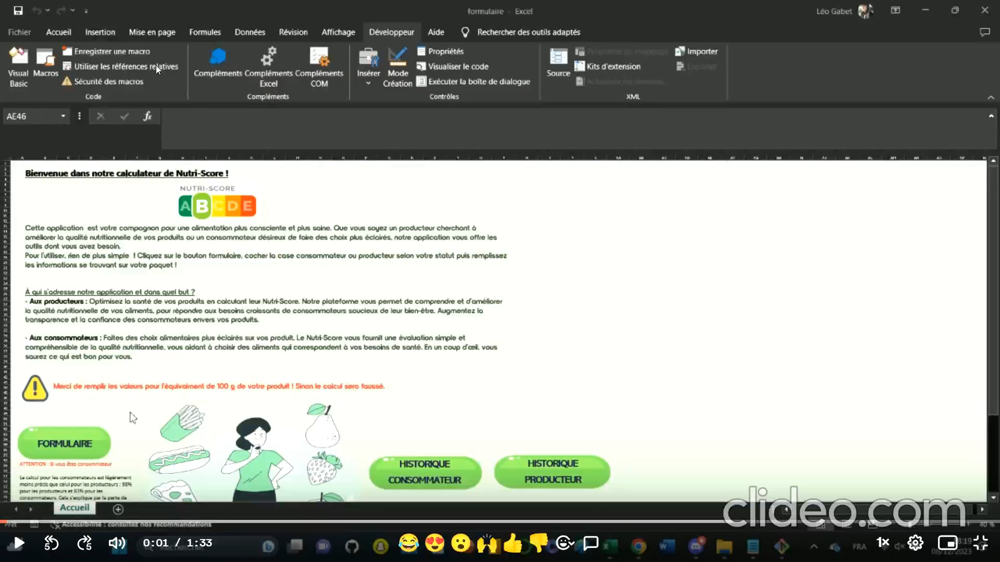 formulaire - Excel
Léo Gabet
Fichier Accueil Insertion Mise en page Formules Données Révision Affichage Développeur Aide Rechercher des outils adaptés
Visual Basic
Macros
Enregistrer une macro
Utiliser les références relatives
Sécurité des macros
Code
Compléments
Compléments Excel
Compléments COM
Compléments
Insérer
Mode Création
Propriétés
Visualiser le code
Exécuter la boîte de dialogue
Contrôles
Source
Propriétés du mappage
Kits d'extension
Actualiser les données
Importer
Exporter
XML
AE46
fx
Bienvenue dans notre calculateur de Nutri-Score !
NUTRI-SCORE
A B C D E
Cette application est votre compagnon pour une alimentation plus consciente et plus saine. Que vous soyez un producteur cherchant à
améliorer la qualité nutritionnelle de vos produits ou un consommateur désireux de faire des choix plus éclairés, notre application vous offre les
outils dont vous avez besoin.
Pour l'utiliser, rien de plus simple ! Cliquez sur le bouton formulaire, cocher la case consommateur ou producteur selon votre statut puis remplissez
les informations se trouvant sur votre paquet !
À qui s'adresse notre application et dans quel but ?
- Aux producteurs : Optimisez la santé de vos produits en calculant leur Nutri-Score. Notre plateforme vous permet de comprendre et d'améliorer
la qualité nutritionnelle de vos aliments, pour répondre aux besoins croissants de consommateurs soucieux de leur bien-être. Augmentez la
transparence et la confiance des consommateurs envers vos produits.
- Aux consommateurs : Faites des choix alimentaires plus éclairés sur vos produit. Le Nutri-Score vous fournit une évaluation simple et
compréhensible de la qualité nutritionnelle, vous aidant à choisir des aliments qui correspondent à vos besoins de santé. En un coup d'œil, vous
saurez ce qui est bon pour vous.
Merci de remplir les valeurs pour l'équivalment de 100 g de votre produit ! Sinon le calcul sera faussé.
FORMULAIRE
ATTENTION : Si vous êtes consommateur
Le calcul pour les consommateurs est légèrement
moins précis que celui pour les producteurs : 98%
pour les producteurs et 83% pour les
consommateurs. Cela s'explique par la perte de
HISTORIQUE
CONSOMMATEUR
HISTORIQUE
PRODUCTEUR
Accueil
clideo.com
Prêt
Accessibilité : consultez nos recommandations
40 %
5
5
0:01 / 1:33
Rechercher
FRA
1x
06/12/2023